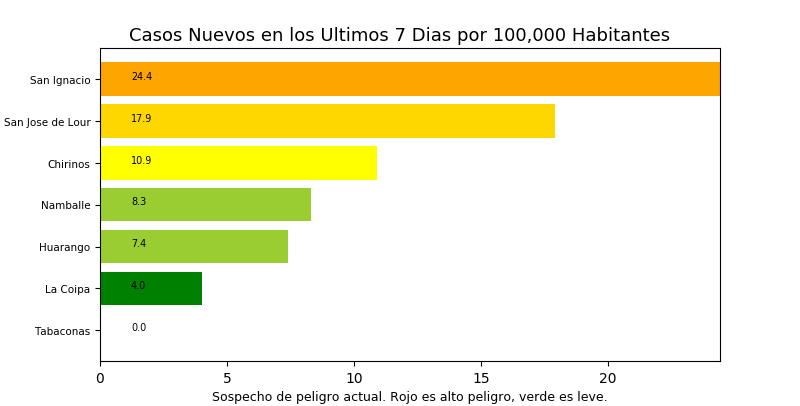 Casos Nuevos en los Ultimos 7 Dias por 100,000 Habitantes
San Ignacio 24.4
San Jose de Lour 17.9
Chirinos 10.9
Namballe 8.3
Huarango 7.4
La Coipa 4.0
Tabaconas 0.0
0 5 10 15 20
Sospecho de peligro actual. Rojo es alto peligro, verde es leve.